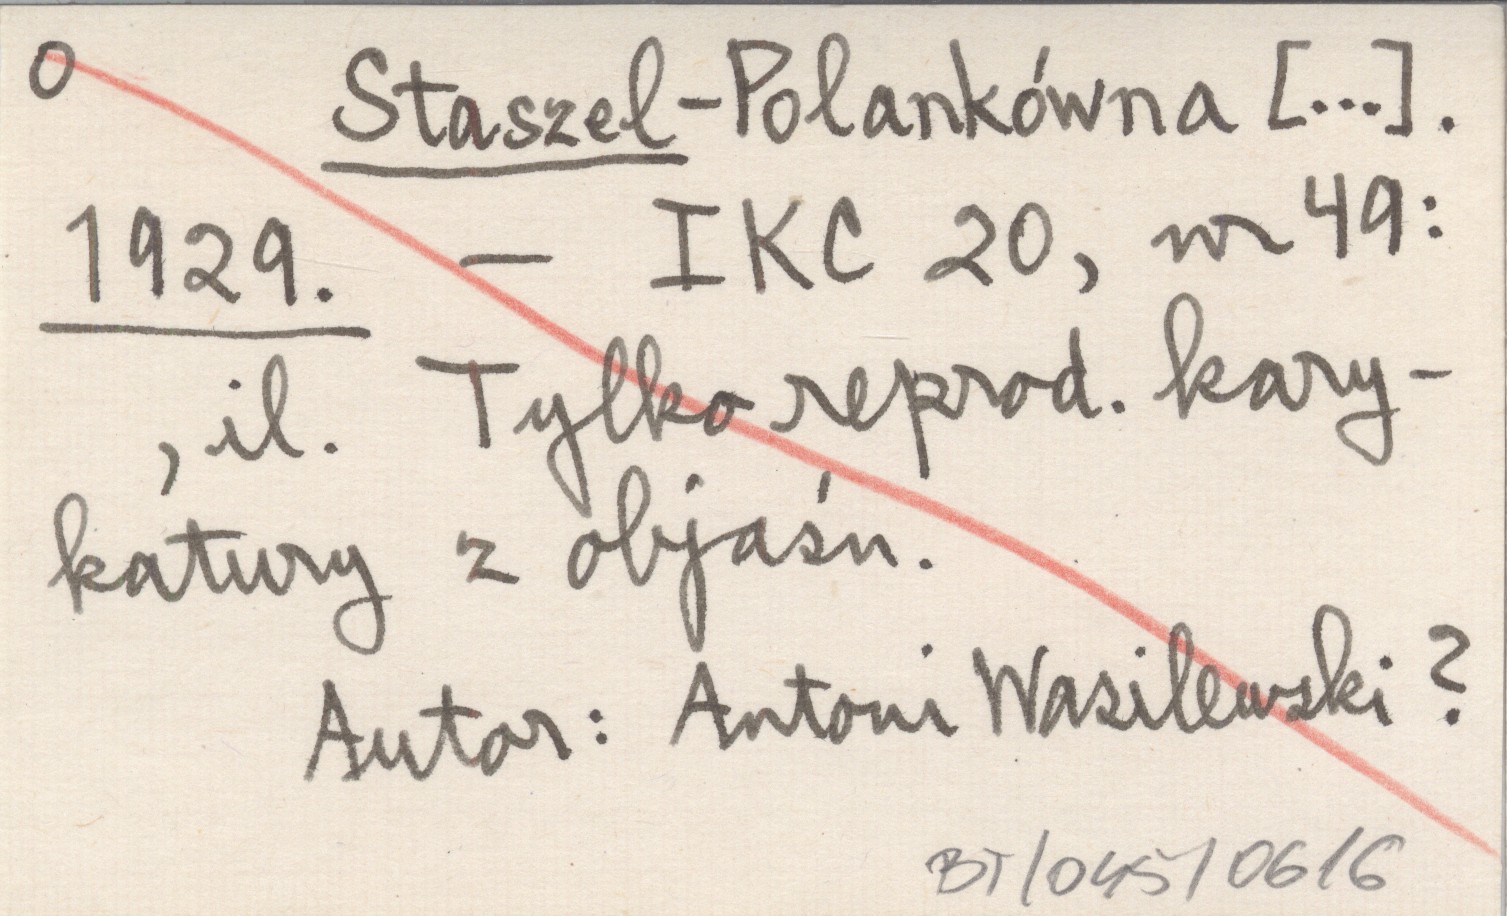 O Staszel-Polankówna [...].
1929. – IKC 20, nr 49:
, il. Tylko reprod. kary-
katury z objaśn.
Autor: Antoni Wasilewski?
BT/045/0616